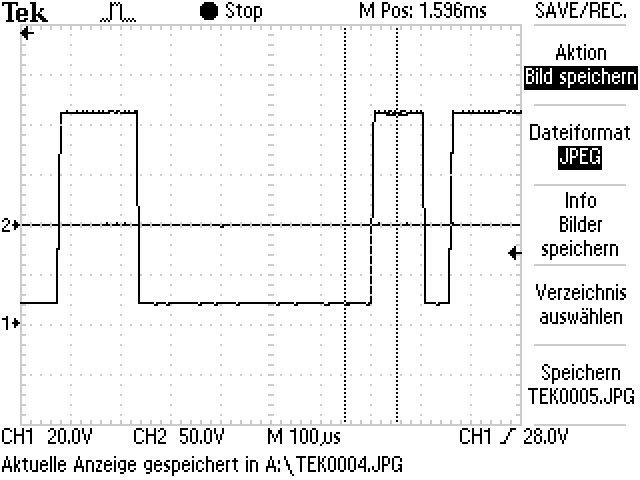 Tek Stop M Pos: 1.596ms SAVE/REC.
Aktion
Bild speichern
Dateiformat
JPEG
Info
Bilder
speichern
2
1
Verzeichnis
auswählen
Speichern
TEK0005.JPG
CH1 20.0V CH2 50.0V M 100µs CH1 28.0V
Aktuelle Anzeige gespeichert in A:\TEK0004.JPG